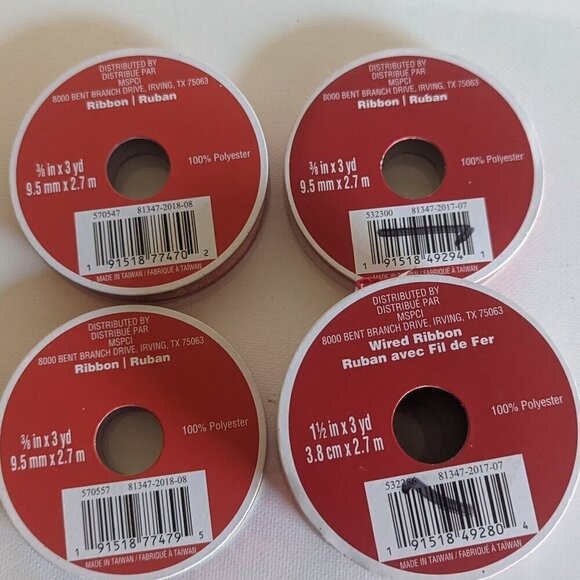 DISTRIBUTED BY
DISTRIBUÉ PAR
MSPCI
8000 BENT BRANCH DRIVE, IRVING, TX 75063
Ribbon | Ruban
⅜ in x 3 yd
9.5 mm x 2.7 m
100% Polyester
570547 81347-2018-08
1 91518 77470 2
MADE IN TAIWAN / FABRIQUÉ À TAÏWAN
DISTRIBUTED BY
DISTRIBUÉ PAR
MSPCI
8000 BENT BRANCH DRIVE, IRVING, TX 75063
Ribbon | Ruban
⅜ in x 3 yd
9.5 mm x 2.7 m
100% Polyester
532300 81347-2017-07
1 91518 49294 1
MADE IN TAIWAN / FABRIQUÉ À TAÏWAN
DISTRIBUTED BY
DISTRIBUÉ PAR
MSPCI
8000 BENT BRANCH DRIVE, IRVING, TX 75063
Ribbon | Ruban
⅜ in x 3 yd
9.5 mm x 2.7 m
100% Polyester
570557 81347-2018-08
1 91518 77479 5
MADE IN TAIWAN / FABRIQUÉ À TAÏWAN
DISTRIBUTED BY
DISTRIBUÉ PAR
MSPCI
8000 BENT BRANCH DRIVE, IRVING, TX 75063
Wired Ribbon
Ruban avec Fil de Fer
1½ in x 3 yd
3.8 cm x 2.7 m
100% Polyester
81347-2017-07
1 91518 49280 4
MADE IN TAIWAN / FABRIQUÉ À TAÏWAN